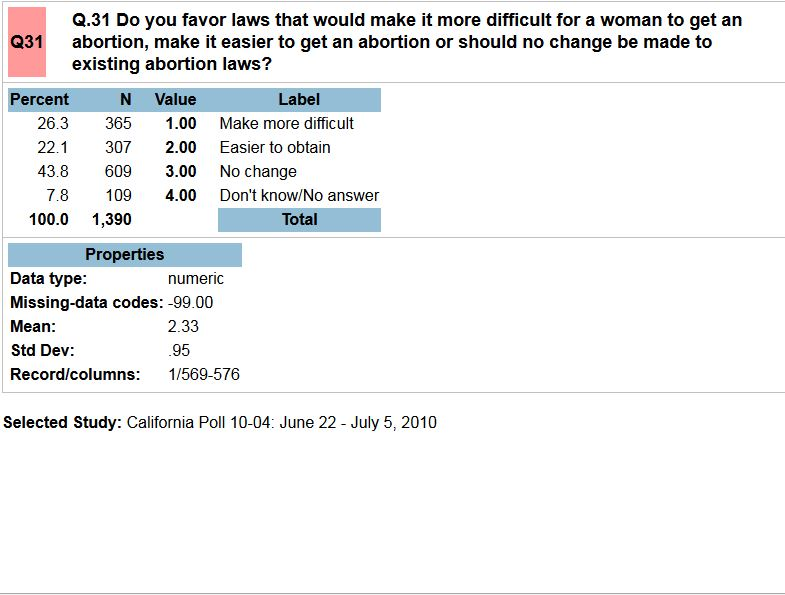 Q31
Q.31 Do you favor laws that would make it more difficult for a woman to get an
abortion, make it easier to get an abortion or should no change be made to
existing abortion laws?
Percent N Value Label
26.3 365 1.00 Make more difficult
22.1 307 2.00 Easier to obtain
43.8 609 3.00 No change
7.8 109 4.00 Don't know/No answer
100.0 1,390 Total
Properties
Data type: numeric
Missing-data codes: -99.00
Mean: 2.33
Std Dev: .95
Record/columns: 1/569-576
Selected Study: California Poll 10-04: June 22 - July 5, 2010